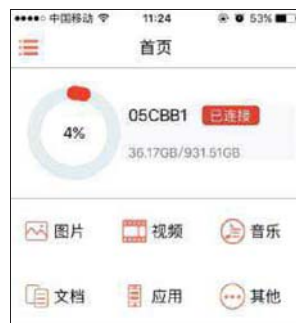 中国移动 11:24 53%
首页
4%
05CBB1 已连接
36.17GB/931.51GB
图片 视频 音乐
文档 应用 其他